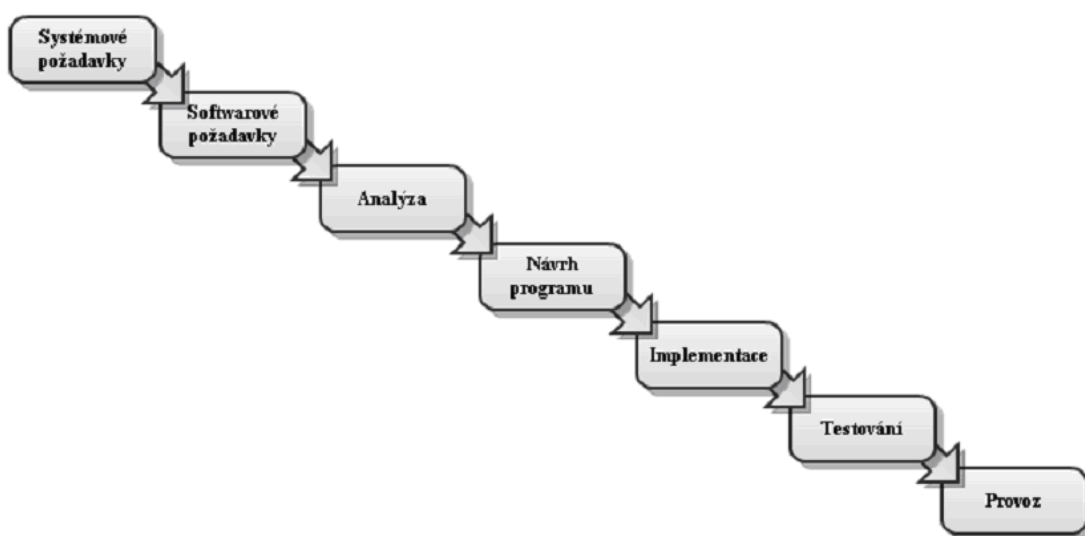 Systémové
požadavky
Softwarové
požadavky
Analýza
Návrh
programu
Implementace
Testování
Provoz